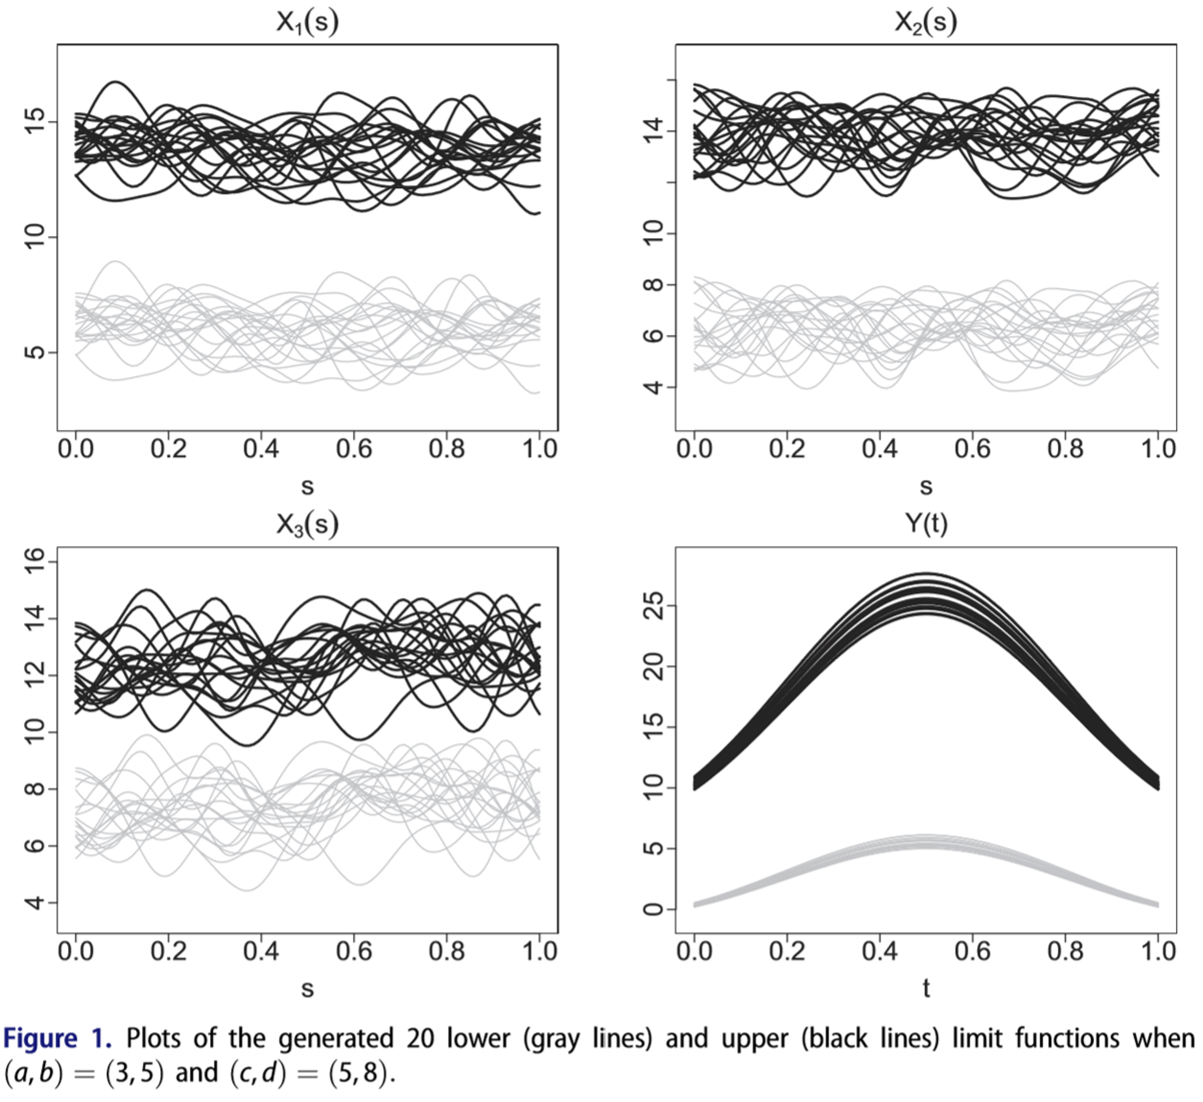 X₁(s)
15
10
5
0.0 0.2 0.4 0.6 0.8 1.0
s
X₂(s)
14
10
8
6
4
0.0 0.2 0.4 0.6 0.8 1.0
s
X₃(s)
16
14
12
10
8
6
4
0.0 0.2 0.4 0.6 0.8 1.0
s
Y(t)
25
20
15
10
5
0
0.0 0.2 0.4 0.6 0.8 1.0
t
Figure 1. Plots of the generated 20 lower (gray lines) and upper (black lines) limit functions when
(a, b) = (3, 5) and (c, d) = (5, 8).